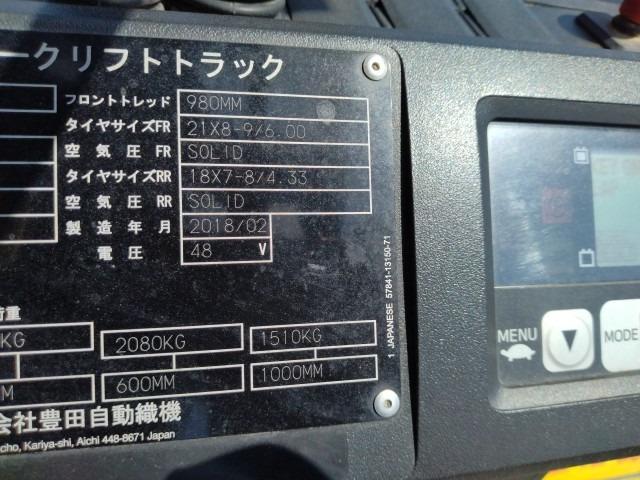 ークリフトトラック
フロントトレッド 980MM
タイヤサイズFR 21X8-9/6.00
空気圧 FR SOLID
タイヤサイズRR 18X7-8/4.33
空気圧 RR SOLID
製造年月 2018/02
電圧 48 V
荷重
KG 2080KG 1510KG
M 600MM 1000MM
会社豊田自動織機
cho, Kariya-shi, Aichi 448-8671 Japan
1 JAPANESE 57841-13150-71
MENU
MODE